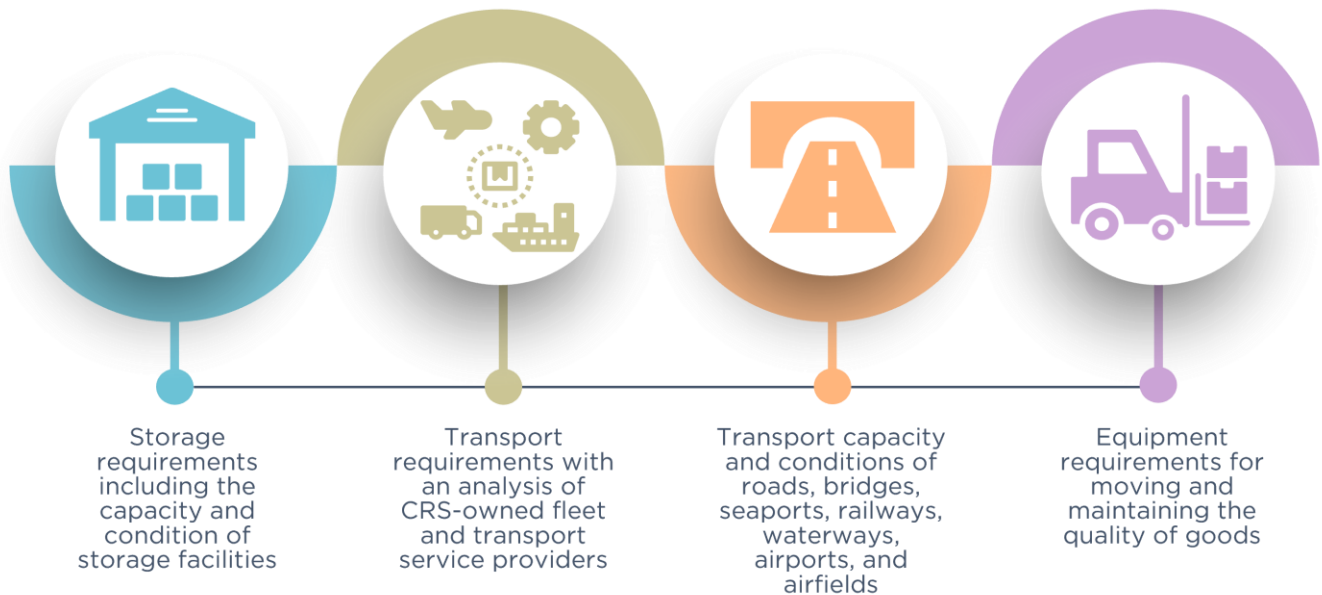 Storage
requirements
including the
capacity and
condition of
storage facilities
Transport
requirements with
an analysis of
CRS-owned fleet
and transport
service providers
Transport capacity
and conditions of
roads, bridges,
seaports, railways,
waterways,
airports, and
airfields
Equipment
requirements for
moving and
maintaining the
quality of goods